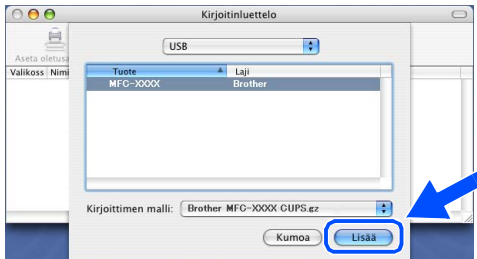 Kirjoitinluettelo
Aseta oletusa
USB
Valikoss Nimi
Tuote Laji
MFC-XXXX Brother
Kirjoittimen malli: Brother MFC-XXXX CUPS.gz
Kumoa Lisää